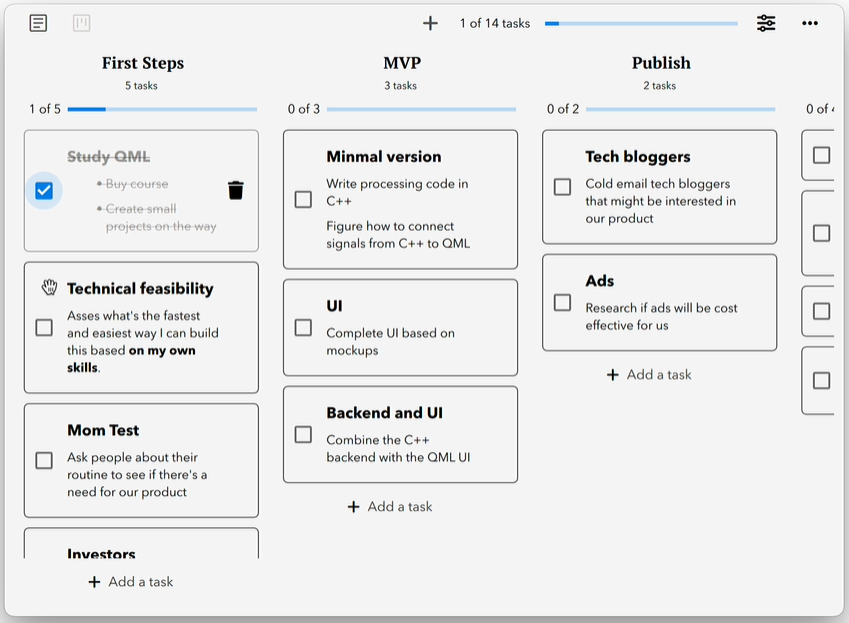 1 of 14 tasks
First Steps
5 tasks
1 of 5
Study QML
• Buy course
• Create small
projects on the way
Technical feasibility
Asses what's the fastest
and easiest way I can build
this based on my own
skills.
Mom Test
Ask people about their
routine to see if there's a
need for our product
Investors
+ Add a task
MVP
3 tasks
0 of 3
Minmal version
Write processing code in
C++
Figure how to connect
signals from C++ to QML
UI
Complete UI based on
mockups
Backend and UI
Combine the C++
backend with the QML UI
+ Add a task
Publish
2 tasks
0 of 2
Tech bloggers
Cold email tech bloggers
that might be interested in
our product
Ads
Research if ads will be cost
effective for us
+ Add a task
0 of